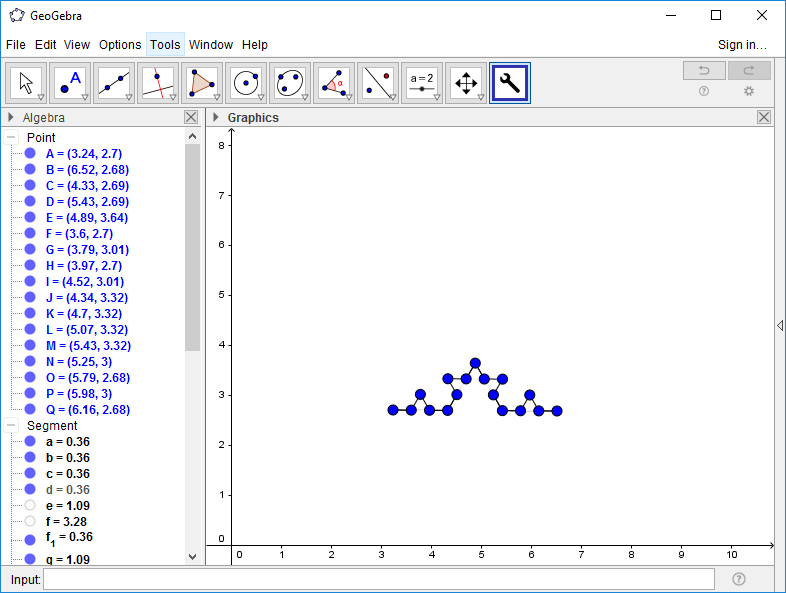 GeoGebra
File Edit View Options Tools Window Help Sign in...
A α a = 2
Algebra Graphics
Point
A = (3.24, 2.7)
B = (6.52, 2.68)
C = (4.33, 2.69)
D = (5.43, 2.69)
E = (4.89, 3.64)
F = (3.6, 2.7)
G = (3.79, 3.01)
H = (3.97, 2.7)
I = (4.52, 3.01)
J = (4.34, 3.32)
K = (4.7, 3.32)
L = (5.07, 3.32)
M = (5.43, 3.32)
N = (5.25, 3)
O = (5.79, 2.68)
P = (5.98, 3)
Q = (6.16, 2.68)
Segment
a = 0.36
b = 0.36
c = 0.36
d = 0.36
e = 1.09
f = 3.28
f1 = 0.36
g = 1.09
8
7
6
5
4
3
2
1
0
0 1 2 3 4 5 6 7 8 9 10
Input: ?